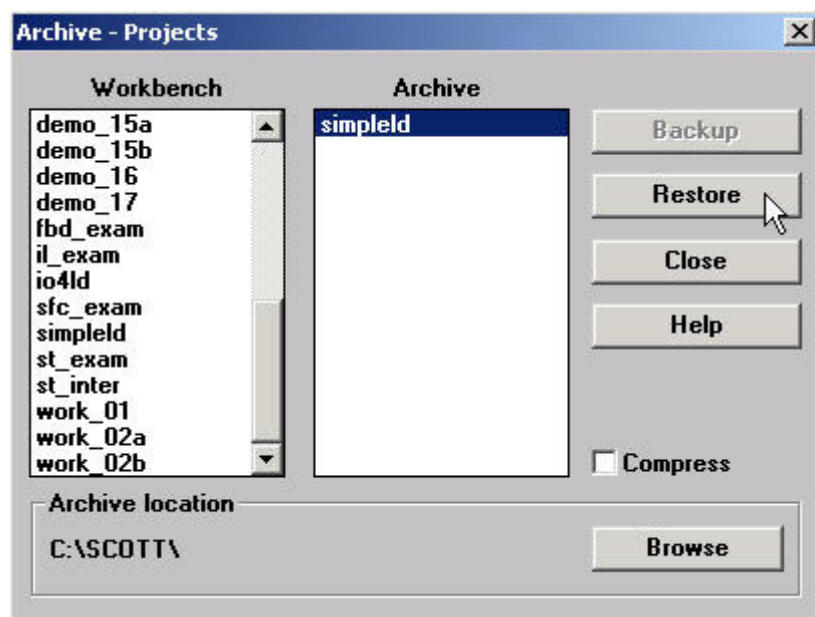 Archive - Projects
Workbench
demo_15a
demo_15b
demo_16
demo_17
fbd_exam
il_exam
io4ld
sfc_exam
simpleld
st_exam
st_inter
work_01
work_02a
work_02b
Archive
simpleld
Backup
Restore
Close
Help
Compress
Archive location
C:\SCOTT\
Browse